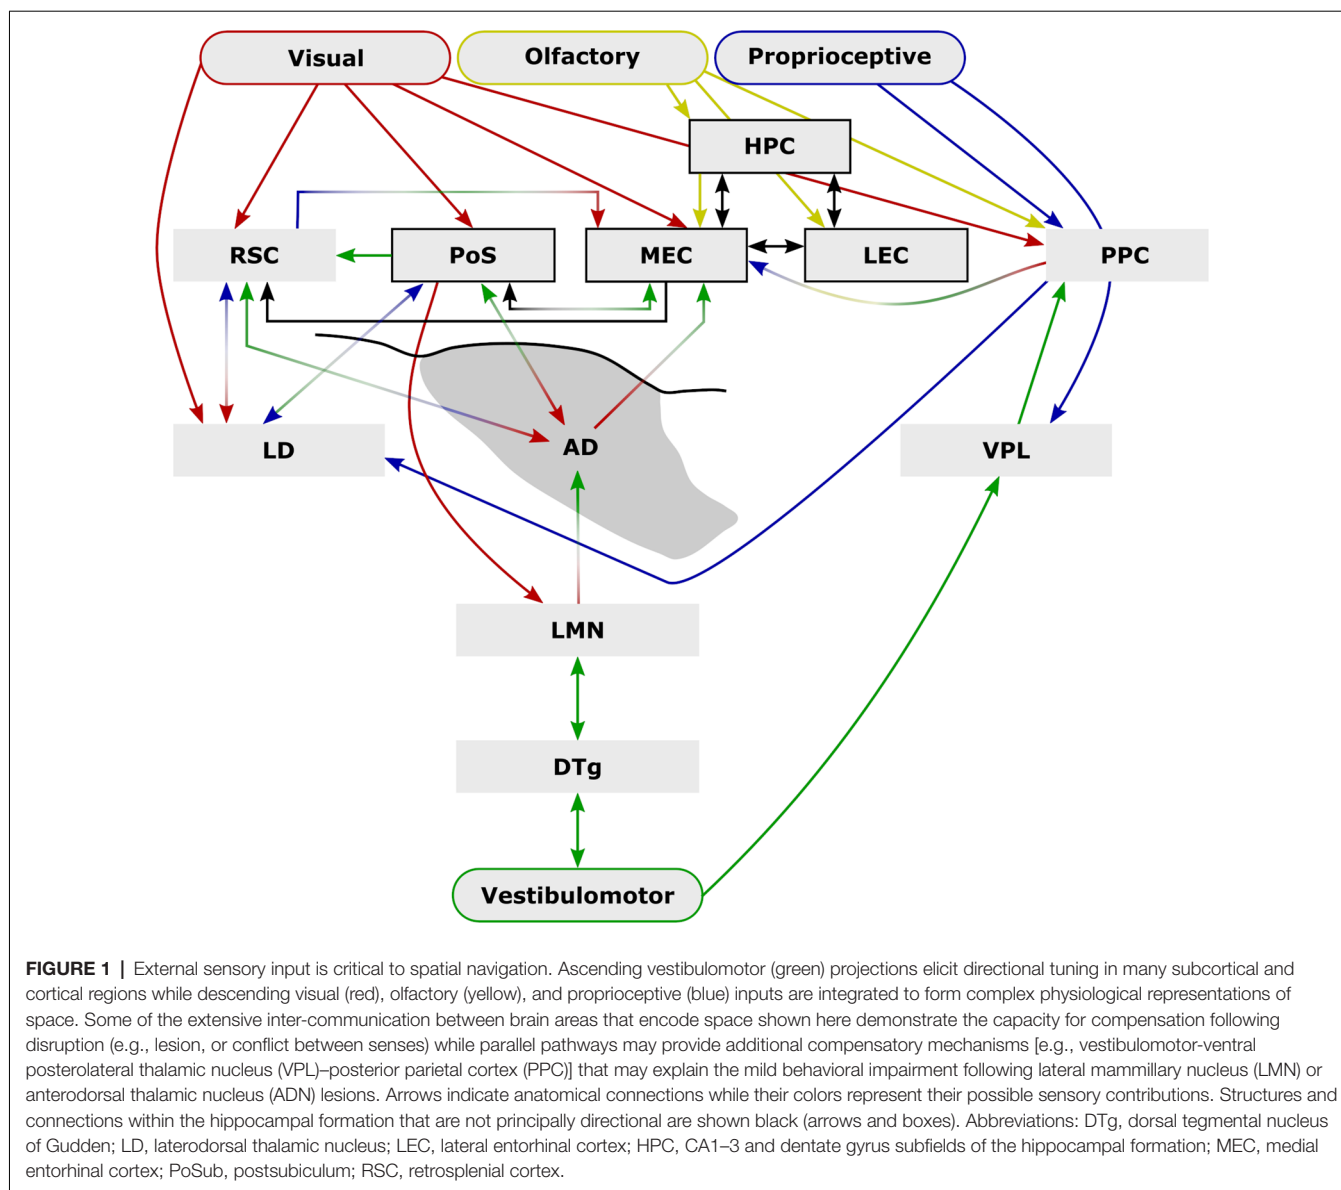 Visual
Olfactory
Proprioceptive
HPC
RSC
PoS
MEC
LEC
PPC
LD
AD
VPL
LMN
DTg
Vestibulomotor
FIGURE 1 | External sensory input is critical to spatial navigation. Ascending vestibulomotor (green) projections elicit directional tuning in many subcortical and
cortical regions while descending visual (red), olfactory (yellow), and proprioceptive (blue) inputs are integrated to form complex physiological representations of
space. Some of the extensive inter-communication between brain areas that encode space shown here demonstrate the capacity for compensation following
disruption (e.g., lesion, or conflict between senses) while parallel pathways may provide additional compensatory mechanisms [e.g., vestibulomotor-ventral
posterolateral thalamic nucleus (VPL)–posterior parietal cortex (PPC)] that may explain the mild behavioral impairment following lateral mammillary nucleus (LMN) or
anterodorsal thalamic nucleus (ADN) lesions. Arrows indicate anatomical connections while their colors represent their possible sensory contributions. Structures and
connections within the hippocampal formation that are not principally directional are shown black (arrows and boxes). Abbreviations: DTg, dorsal tegmental nucleus
of Gudden; LD, laterodorsal thalamic nucleus; LEC, lateral entorhinal cortex; HPC, CA1–3 and dentate gyrus subfields of the hippocampal formation; MEC, medial
entorhinal cortex; PoSub, postsubiculum; RSC, retrosplenial cortex.